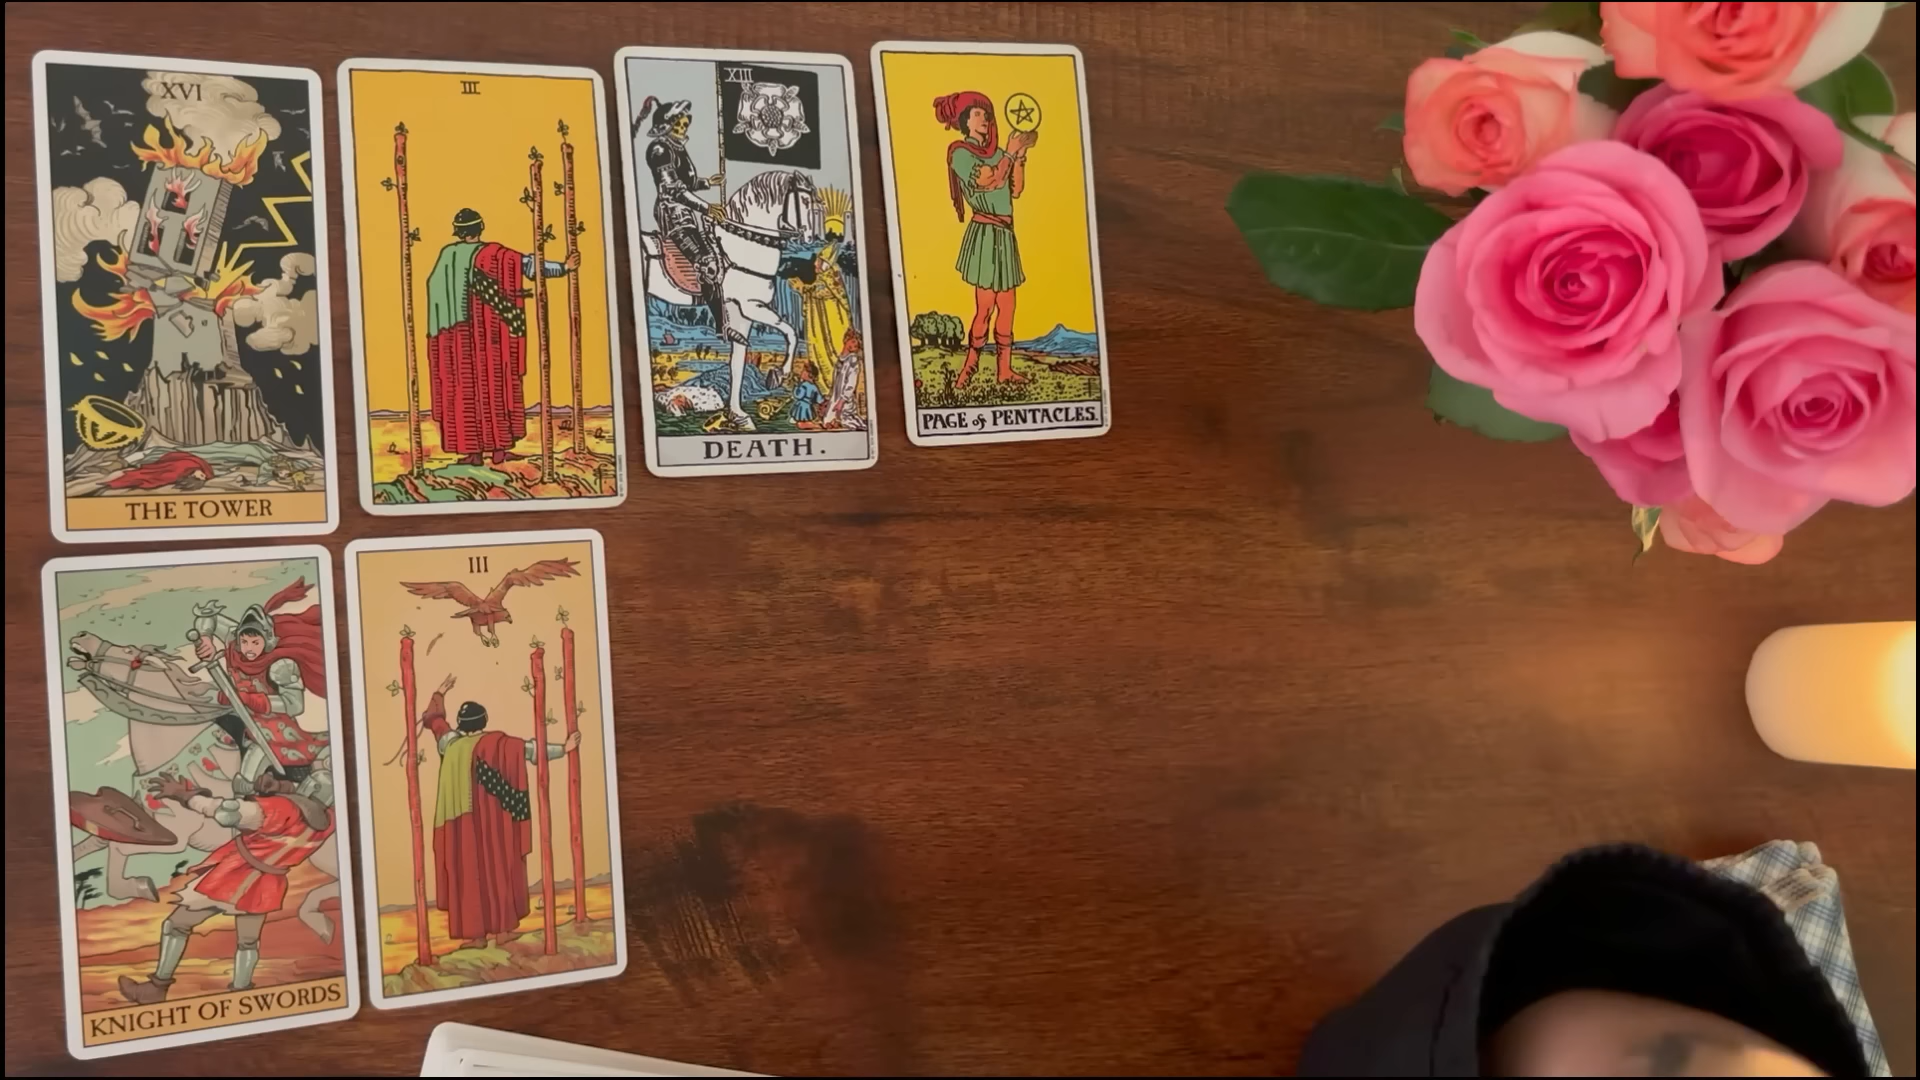 XVI
THE TOWER
III
XIII
DEATH.
PAGE of PENTACLES.
KNIGHT OF SWORDS
III